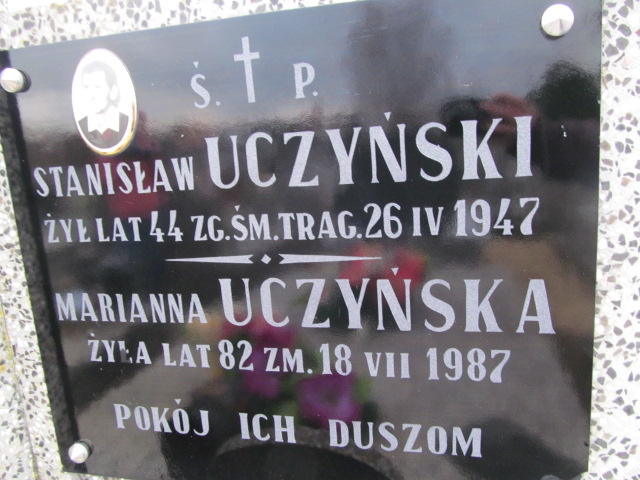 Ś. P.
STANISŁAW UCZYŃSKI
ŻYŁ LAT 44 ZG. ŚM. TRAG. 26 IV 1947
MARIANNA UCZYŃSKA
ŻYŁA LAT 82 ZM. 18 VII 1987
POKÓJ ICH DUSZOM